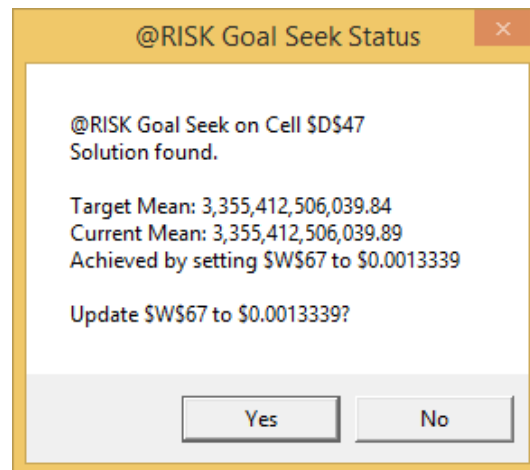 @RISK Goal Seek Status
@RISK Goal Seek on Cell $D$47
Solution found.
Target Mean: 3,355,412,506,039.84
Current Mean: 3,355,412,506,039.89
Achieved by setting $W$67 to $0.0013339
Update $W$67 to $0.0013339?
Yes
No